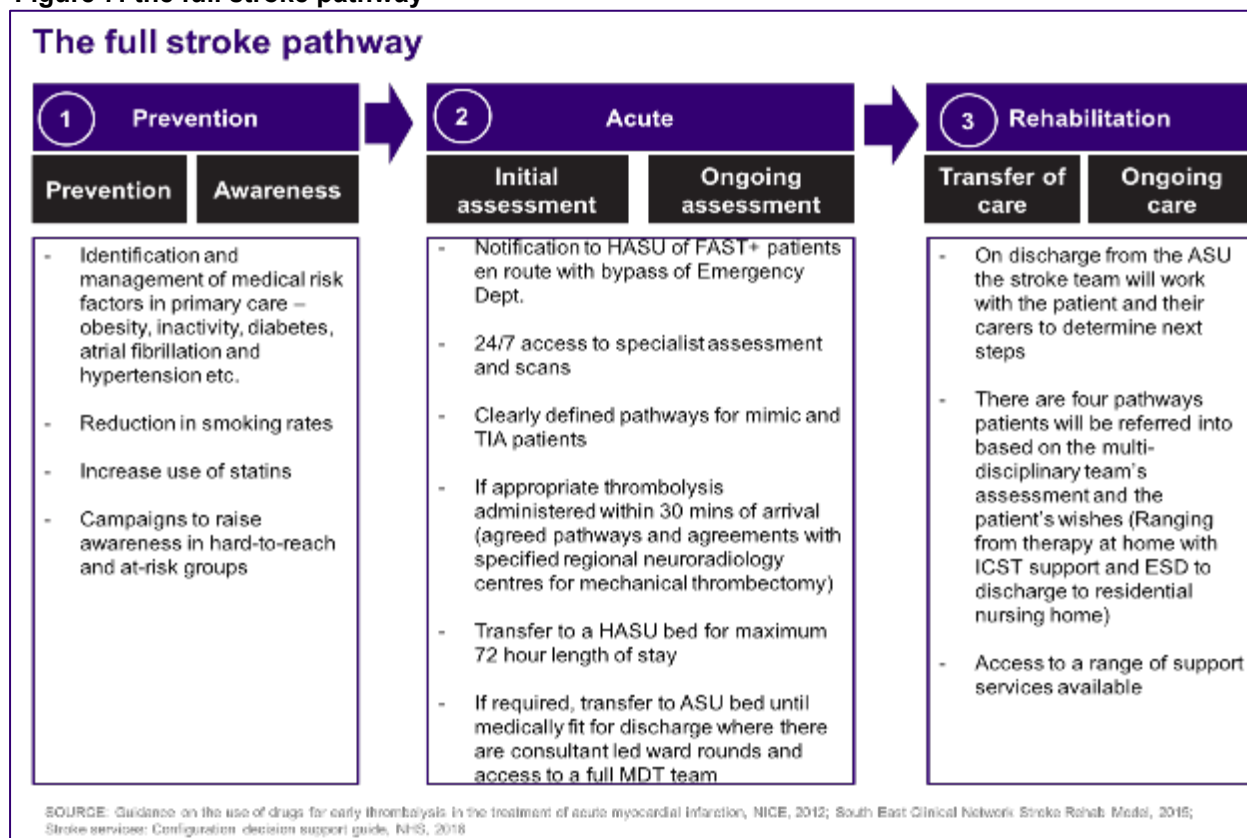 The full stroke pathway
1 Prevention
Prevention
Awareness
- Identification and
management of medical risk
factors in primary care –
obesity, inactivity, diabetes,
atrial fibrillation and
hypertension etc.
- Reduction in smoking rates
- Increase use of statins
- Campaigns to raise
awareness in hard-to-reach
and at-risk groups
2 Acute
Initial
assessment
Ongoing
assessment
- Notification to HASU of FAST+ patients
en route with bypass of Emergency
Dept.
- 24/7 access to specialist assessment
and scans
- Clearly defined pathways for mimic and
TIA patients
- If appropriate thrombolysis
administered within 30 mins of arrival
(agreed pathways and agreements with
specified regional neuroradiology
centres for mechanical thrombectomy)
- Transfer to a HASU bed for maximum
72 hour length of stay
- If required, transfer to ASU bed until
medically fit for discharge where there
are consultant led ward rounds and
access to a full MDT team
3 Rehabilitation
Transfer of
care
Ongoing
care
- On discharge from the ASU
the stroke team will work
with the patient and their
carers to determine next
steps
- There are four pathways
patients will be referred into
based on the multi-
disciplinary team's
assessment and the
patient's wishes (Ranging
from therapy at home with
ICST support and ESD to
discharge to residential
nursing home)
- Access to a range of support
services available
SOURCE: Guidance on the use of drugs for early thrombolysis in the treatment of acute myocardial infarction, NICE, 2012; South East Clinical Network Stroke Rehab Model, 2015;
Stroke services: Configuration decision support guide, NHS, 2018